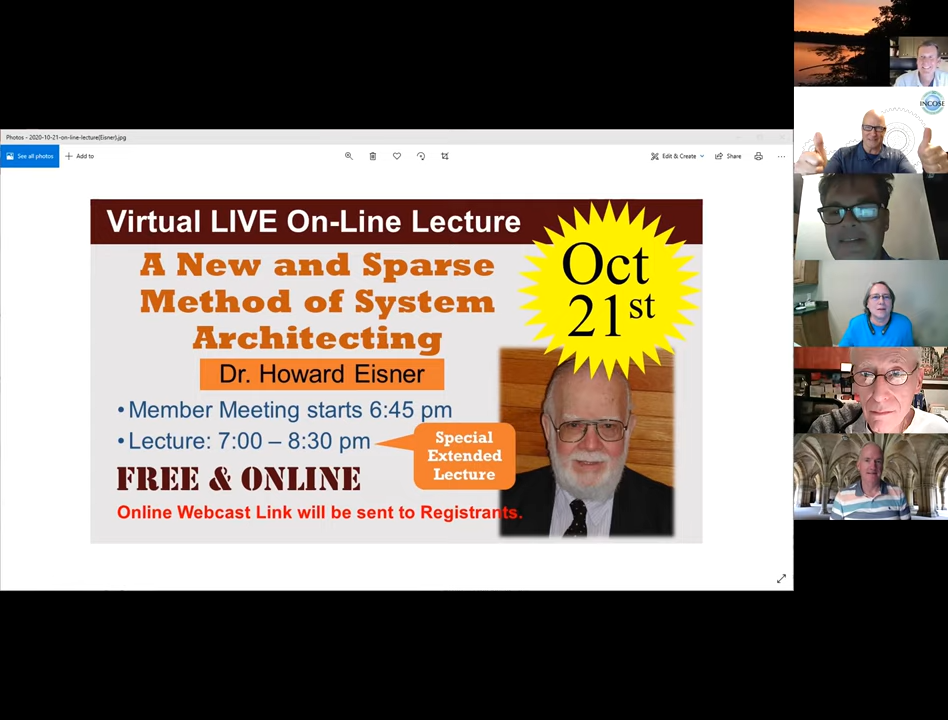 Photos - 2020-10-21-on-line-lecture(Eisner).jpg
See all photos
Add to
Edit & Create
Share
Virtual LIVE On-Line Lecture
A New and Sparse
Method of System
Architecting
Oct
21st
Dr. Howard Eisner
• Member Meeting starts 6:45 pm
• Lecture: 7:00 – 8:30 pm
Special
Extended
Lecture
FREE & ONLINE
Online Webcast Link will be sent to Registrants.
INCOSE